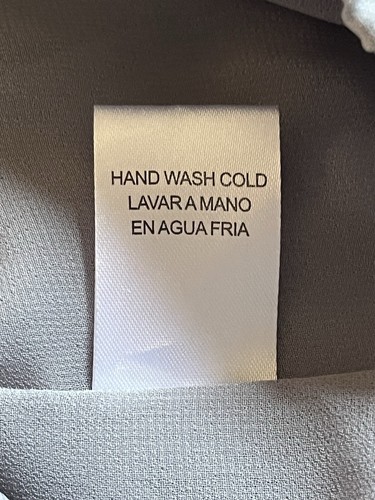 HAND WASH COLD
LAVAR A MANO
EN AGUA FRIA